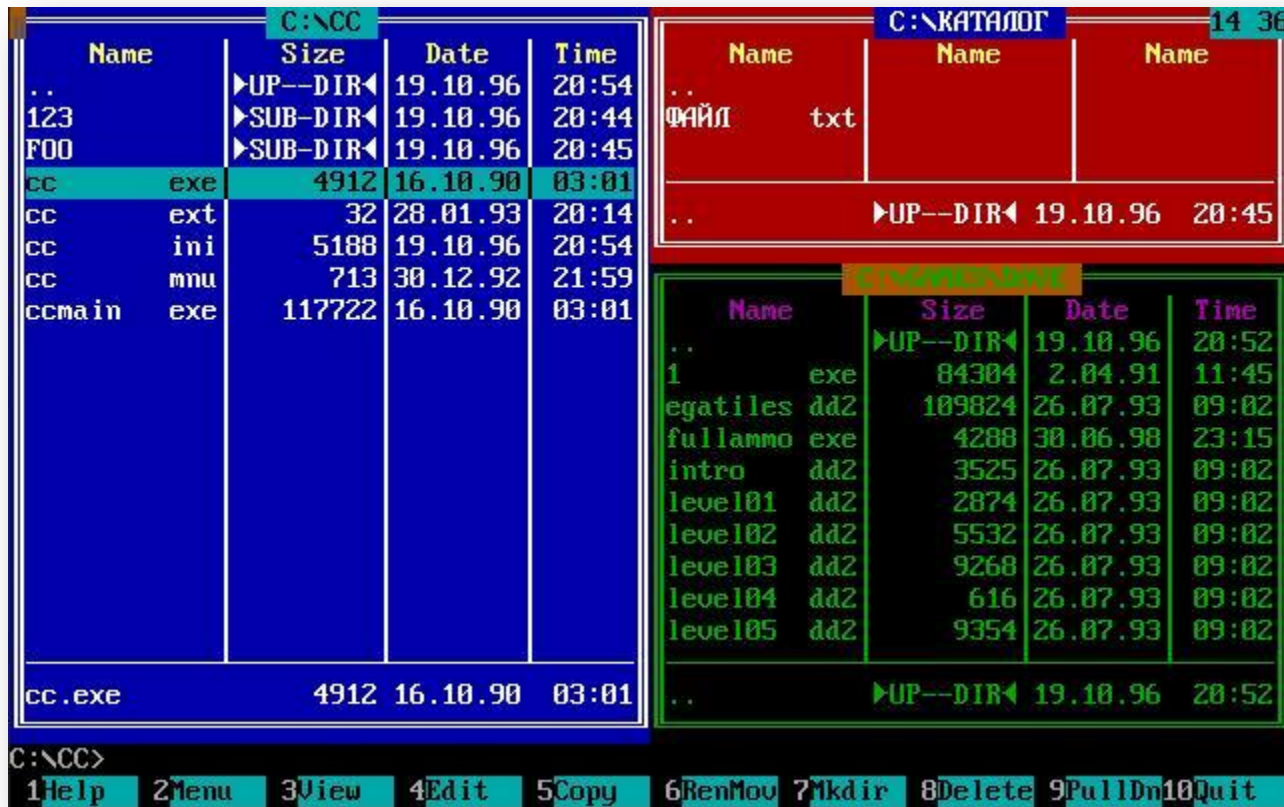 C:\CC
Name Size Date Time
.. ►UP--DIR◄ 19.10.96 20:54
123 ►SUB-DIR◄ 19.10.96 20:44
FOO ►SUB-DIR◄ 19.10.96 20:45
cc exe 4912 16.10.90 03:01
cc ext 32 28.01.93 20:14
cc ini 5188 19.10.96 20:54
cc mnu 713 30.12.92 21:59
ccmain exe 117722 16.10.90 03:01
cc.exe 4912 16.10.90 03:01
C:\КАТАЛОГ 14 36
Name Name Name
..
ФАЙЛ txt
.. ►UP--DIR◄ 19.10.96 20:45
Name Size Date Time
.. ►UP--DIR◄ 19.10.96 20:52
1 exe 84304 2.04.91 11:45
egatiles dd2 109824 26.07.93 09:02
fullammo exe 4288 30.06.98 23:15
intro dd2 3525 26.07.93 09:02
level01 dd2 2874 26.07.93 09:02
level02 dd2 5532 26.07.93 09:02
level03 dd2 9268 26.07.93 09:02
level04 dd2 616 26.07.93 09:02
level05 dd2 9354 26.07.93 09:02
.. ►UP--DIR◄ 19.10.96 20:52
C:\CC>
1Help 2Menu 3View 4Edit 5Copy 6RenMov 7Mkdir 8Delete 9PullDn 10Quit